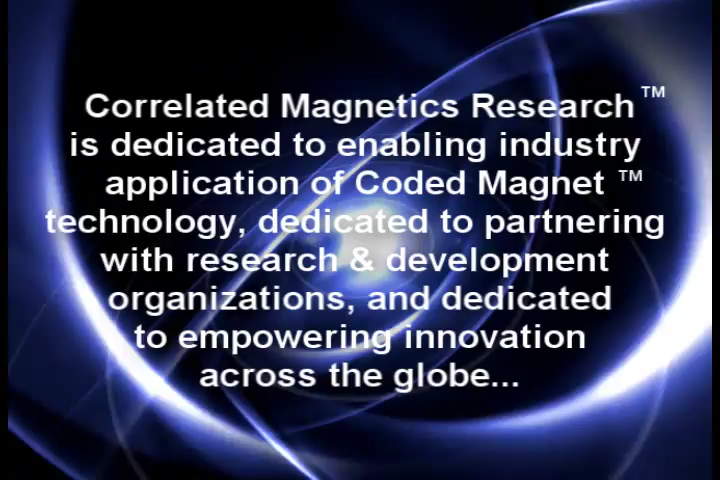 Correlated Magnetics Research™
is dedicated to enabling industry
application of Coded Magnet ™
technology, dedicated to partnering
with research & development
organizations, and dedicated
to empowering innovation
across the globe...